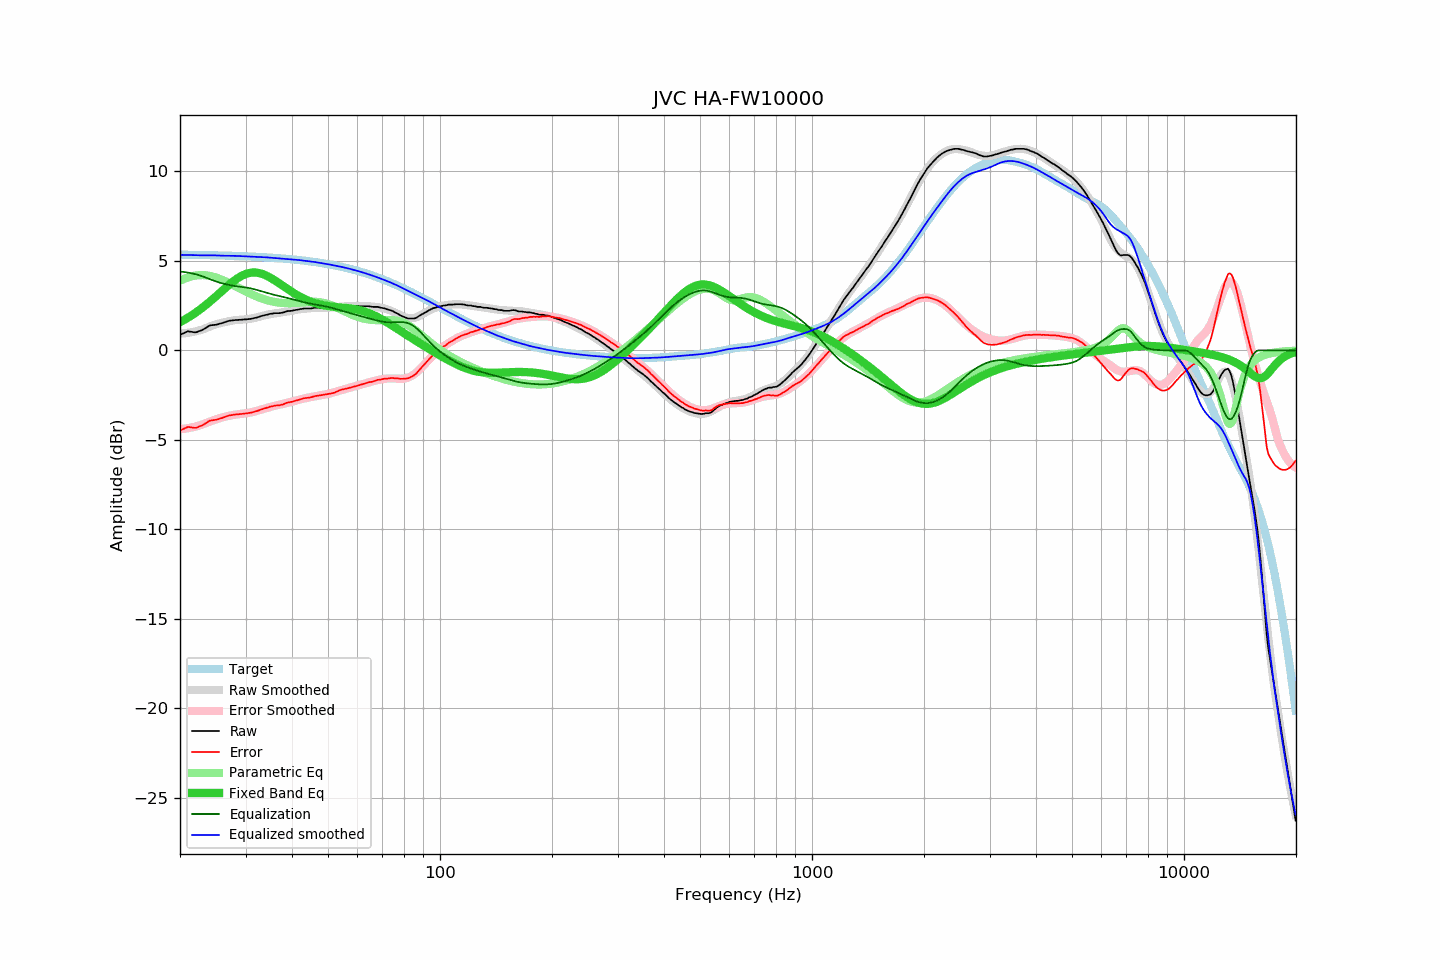 JVC HA-FW10000
Amplitude (dBr)
10
5
0
−5
−10
−15
−20
−25
Target
Raw Smoothed
Error Smoothed
Raw
Error
Parametric Eq
Fixed Band Eq
Equalization
Equalized smoothed
100 1000 10000
Frequency (Hz)